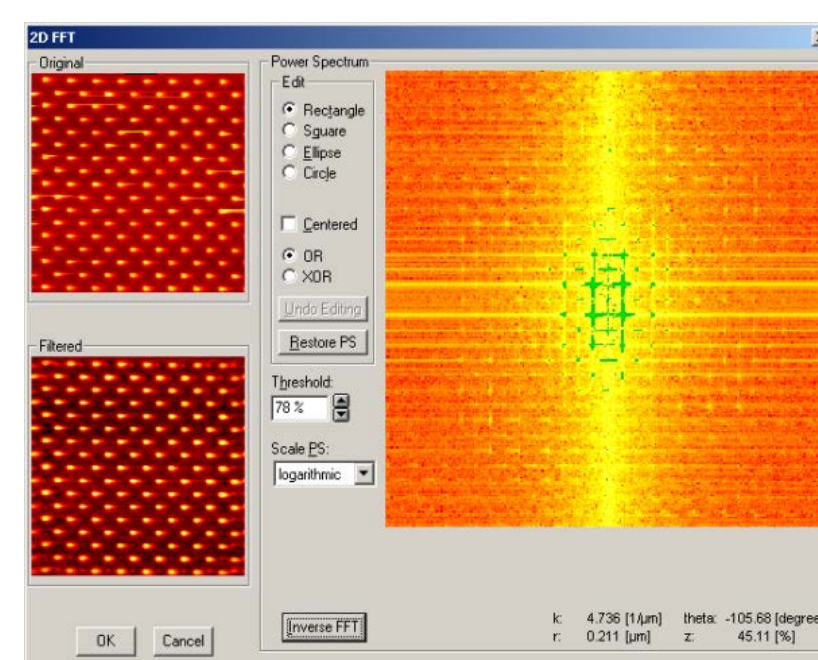 2D FFT
Original
Filtered
OK
Cancel
Power Spectrum
Edit
Rectangle
Square
Ellipse
Circle
Centered
OR
XOR
Undo Editing
Restore PS
Threshold:
78 %
Scale PS:
logarithmic
Inverse FFT
k: 4.736 [1/µm] theta: -105.68 [degree
r: 0.211 [µm] z: 45.11 [%]